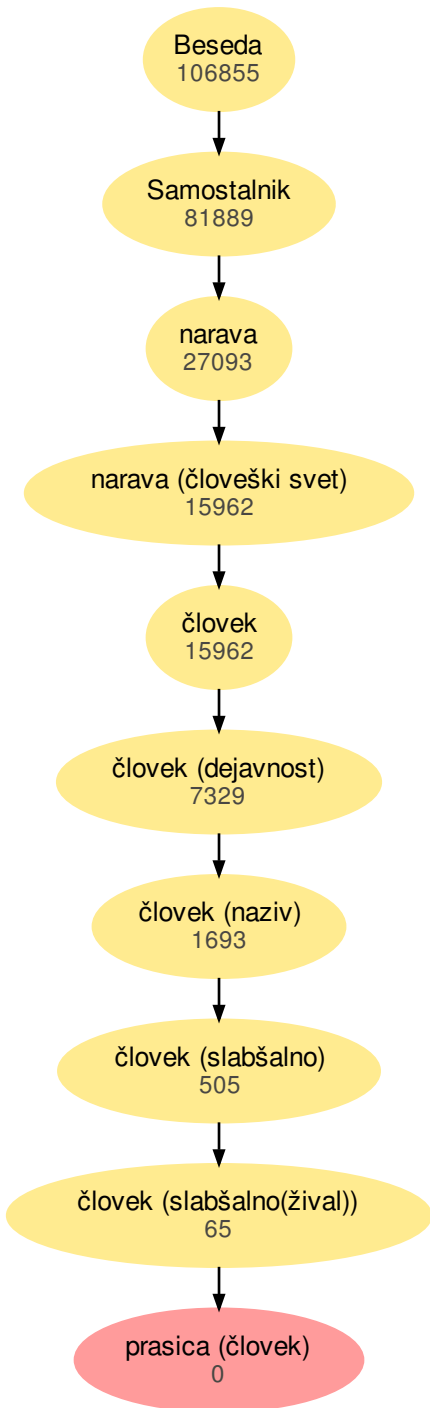 Beseda
106855
Samostalnik
81889
narava
27093
narava (človeški svet)
15962
človek
15962
človek (dejavnost)
7329
človek (naziv)
1693
človek (slabšalno)
505
človek (slabšalno(žival))
65
prasica (človek)
0